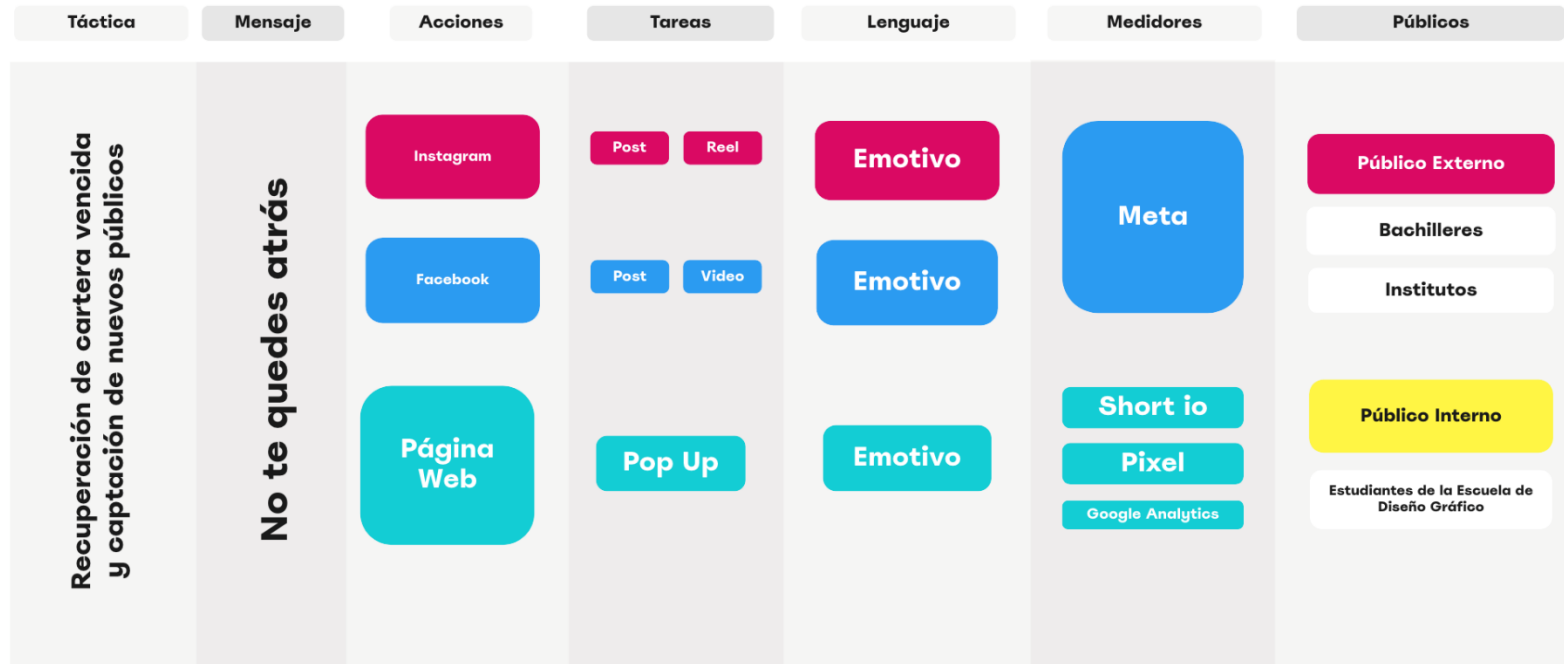 Táctica
Mensaje
Acciones
Tareas
Lenguaje
Medidores
Públicos
Recuperación de cartera vencida
y captación de nuevos públicos
No te quedes atrás
Instagram
Post
Reel
Emotivo
Meta
Público Externo
Bachilleres
Institutos
Facebook
Post
Video
Emotivo
Página
Web
Pop Up
Emotivo
Short io
Pixel
Google Analytics
Público Interno
Estudiantes de la Escuela de
Diseño Gráfico